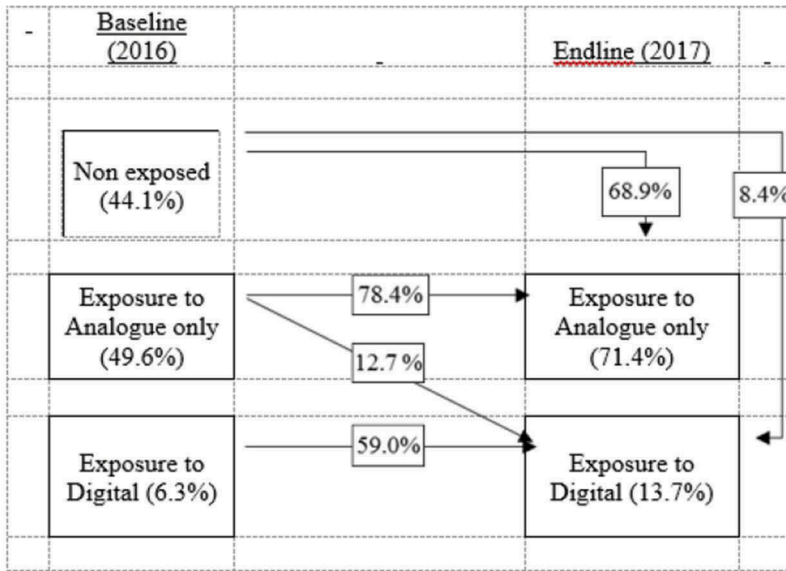 Baseline
(2016)
Endline (2017)
Non exposed
(44.1%)
68.9%
8.4%
Exposure to
Analogue only
(49.6%)
78.4%
Exposure to
Analogue only
(71.4%)
12.7 %
Exposure to
Digital (6.3%)
59.0%
Exposure to
Digital (13.7%)